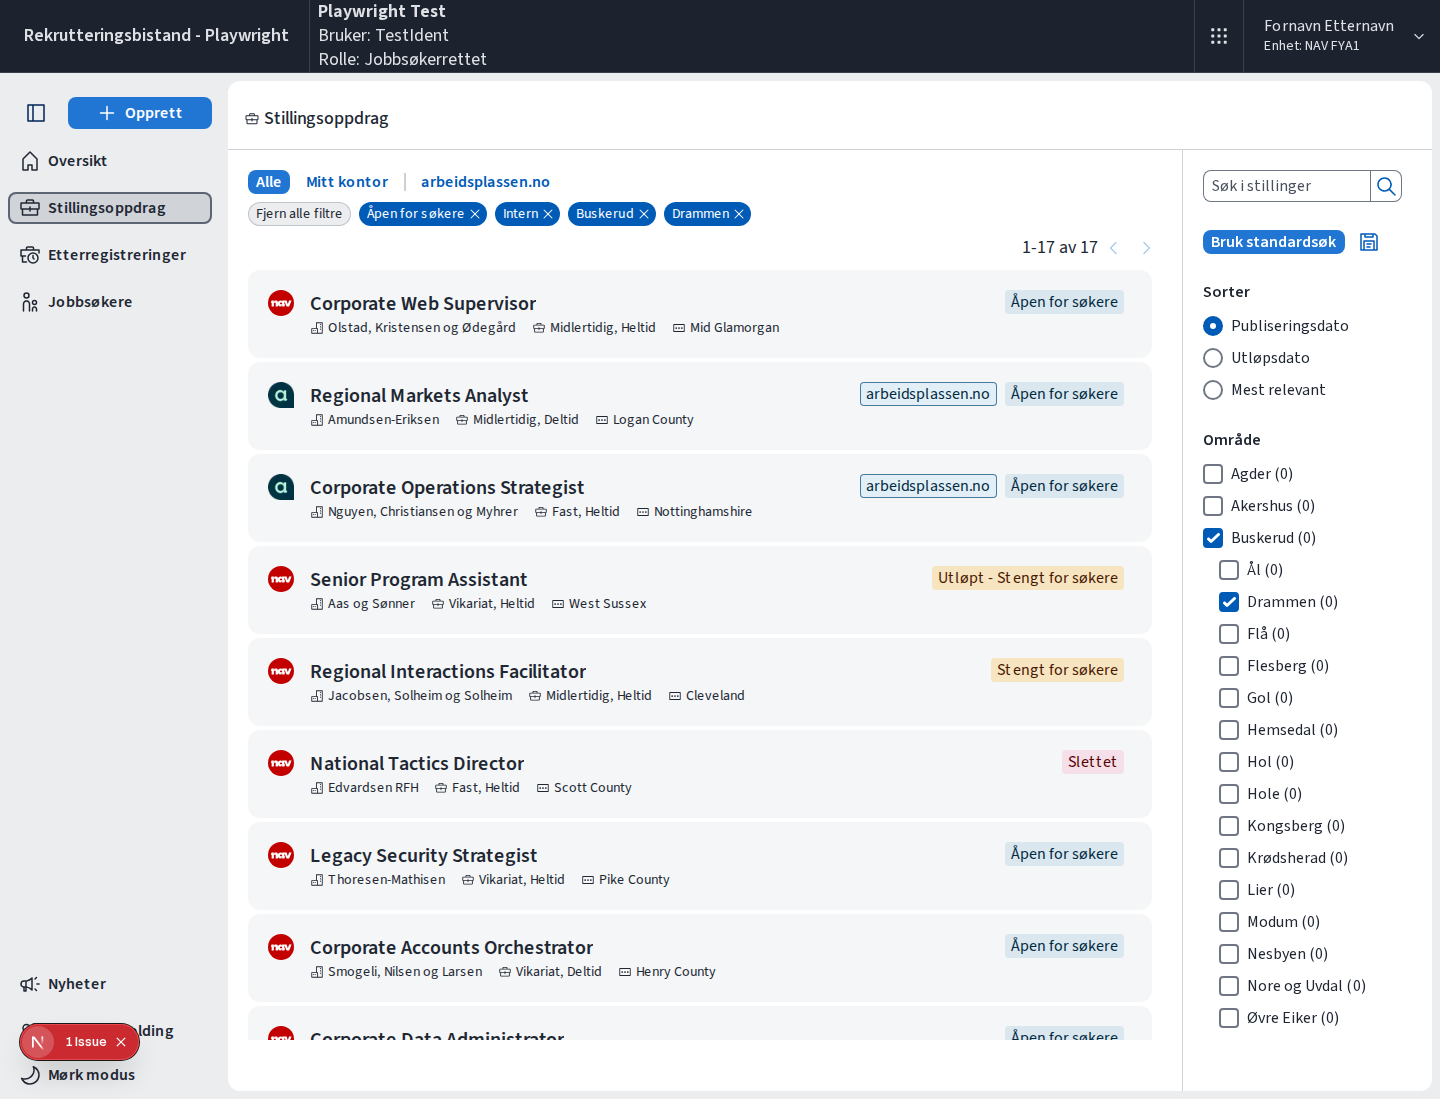 Rekrutteringsbistand - Playwright
Playwright Test
Bruker: TestIdent
Rolle: Jobbsøkerrettet
Fornavn Etternavn
Enhet: NAV FYA1
Opprett
Oversikt
Stillingsoppdrag
Etterregistreringer
Jobbsøkere
Nyheter
lding
1 Issue
Mørk modus
Stillingsoppdrag
Alle
Mitt kontor
arbeidsplassen.no
Fjern alle filtre
Åpen for søkere
Intern
Buskerud
Drammen
1-17 av 17
nav
Corporate Web Supervisor
Åpen for søkere
Olstad, Kristensen og Ødegård
Midlertidig, Heltid
Mid Glamorgan
a
Regional Markets Analyst
arbeidsplassen.no
Åpen for søkere
Amundsen-Eriksen
Midlertidig, Deltid
Logan County
a
Corporate Operations Strategist
arbeidsplassen.no
Åpen for søkere
Nguyen, Christiansen og Myhrer
Fast, Heltid
Nottinghamshire
nav
Senior Program Assistant
Utløpt - Stengt for søkere
Aas og Sønner
Vikariat, Heltid
West Sussex
nav
Regional Interactions Facilitator
Stengt for søkere
Jacobsen, Solheim og Solheim
Midlertidig, Heltid
Cleveland
nav
National Tactics Director
Slettet
Edvardsen RFH
Fast, Heltid
Scott County
nav
Legacy Security Strategist
Åpen for søkere
Thoresen-Mathisen
Vikariat, Heltid
Pike County
nav
Corporate Accounts Orchestrator
Åpen for søkere
Smogeli, Nilsen og Larsen
Vikariat, Deltid
Henry County
nav
Corporate Data Administrator
Åpen for søkere
Søk i stillinger
Bruk standardsøk
Sorter
Publiseringsdato
Utløpsdato
Mest relevant
Område
Agder (0)
Akershus (0)
Buskerud (0)
Ål (0)
Drammen (0)
Flå (0)
Flesberg (0)
Gol (0)
Hemsedal (0)
Hol (0)
Hole (0)
Kongsberg (0)
Krødsherad (0)
Lier (0)
Modum (0)
Nesbyen (0)
Nore og Uvdal (0)
Øvre Eiker (0)